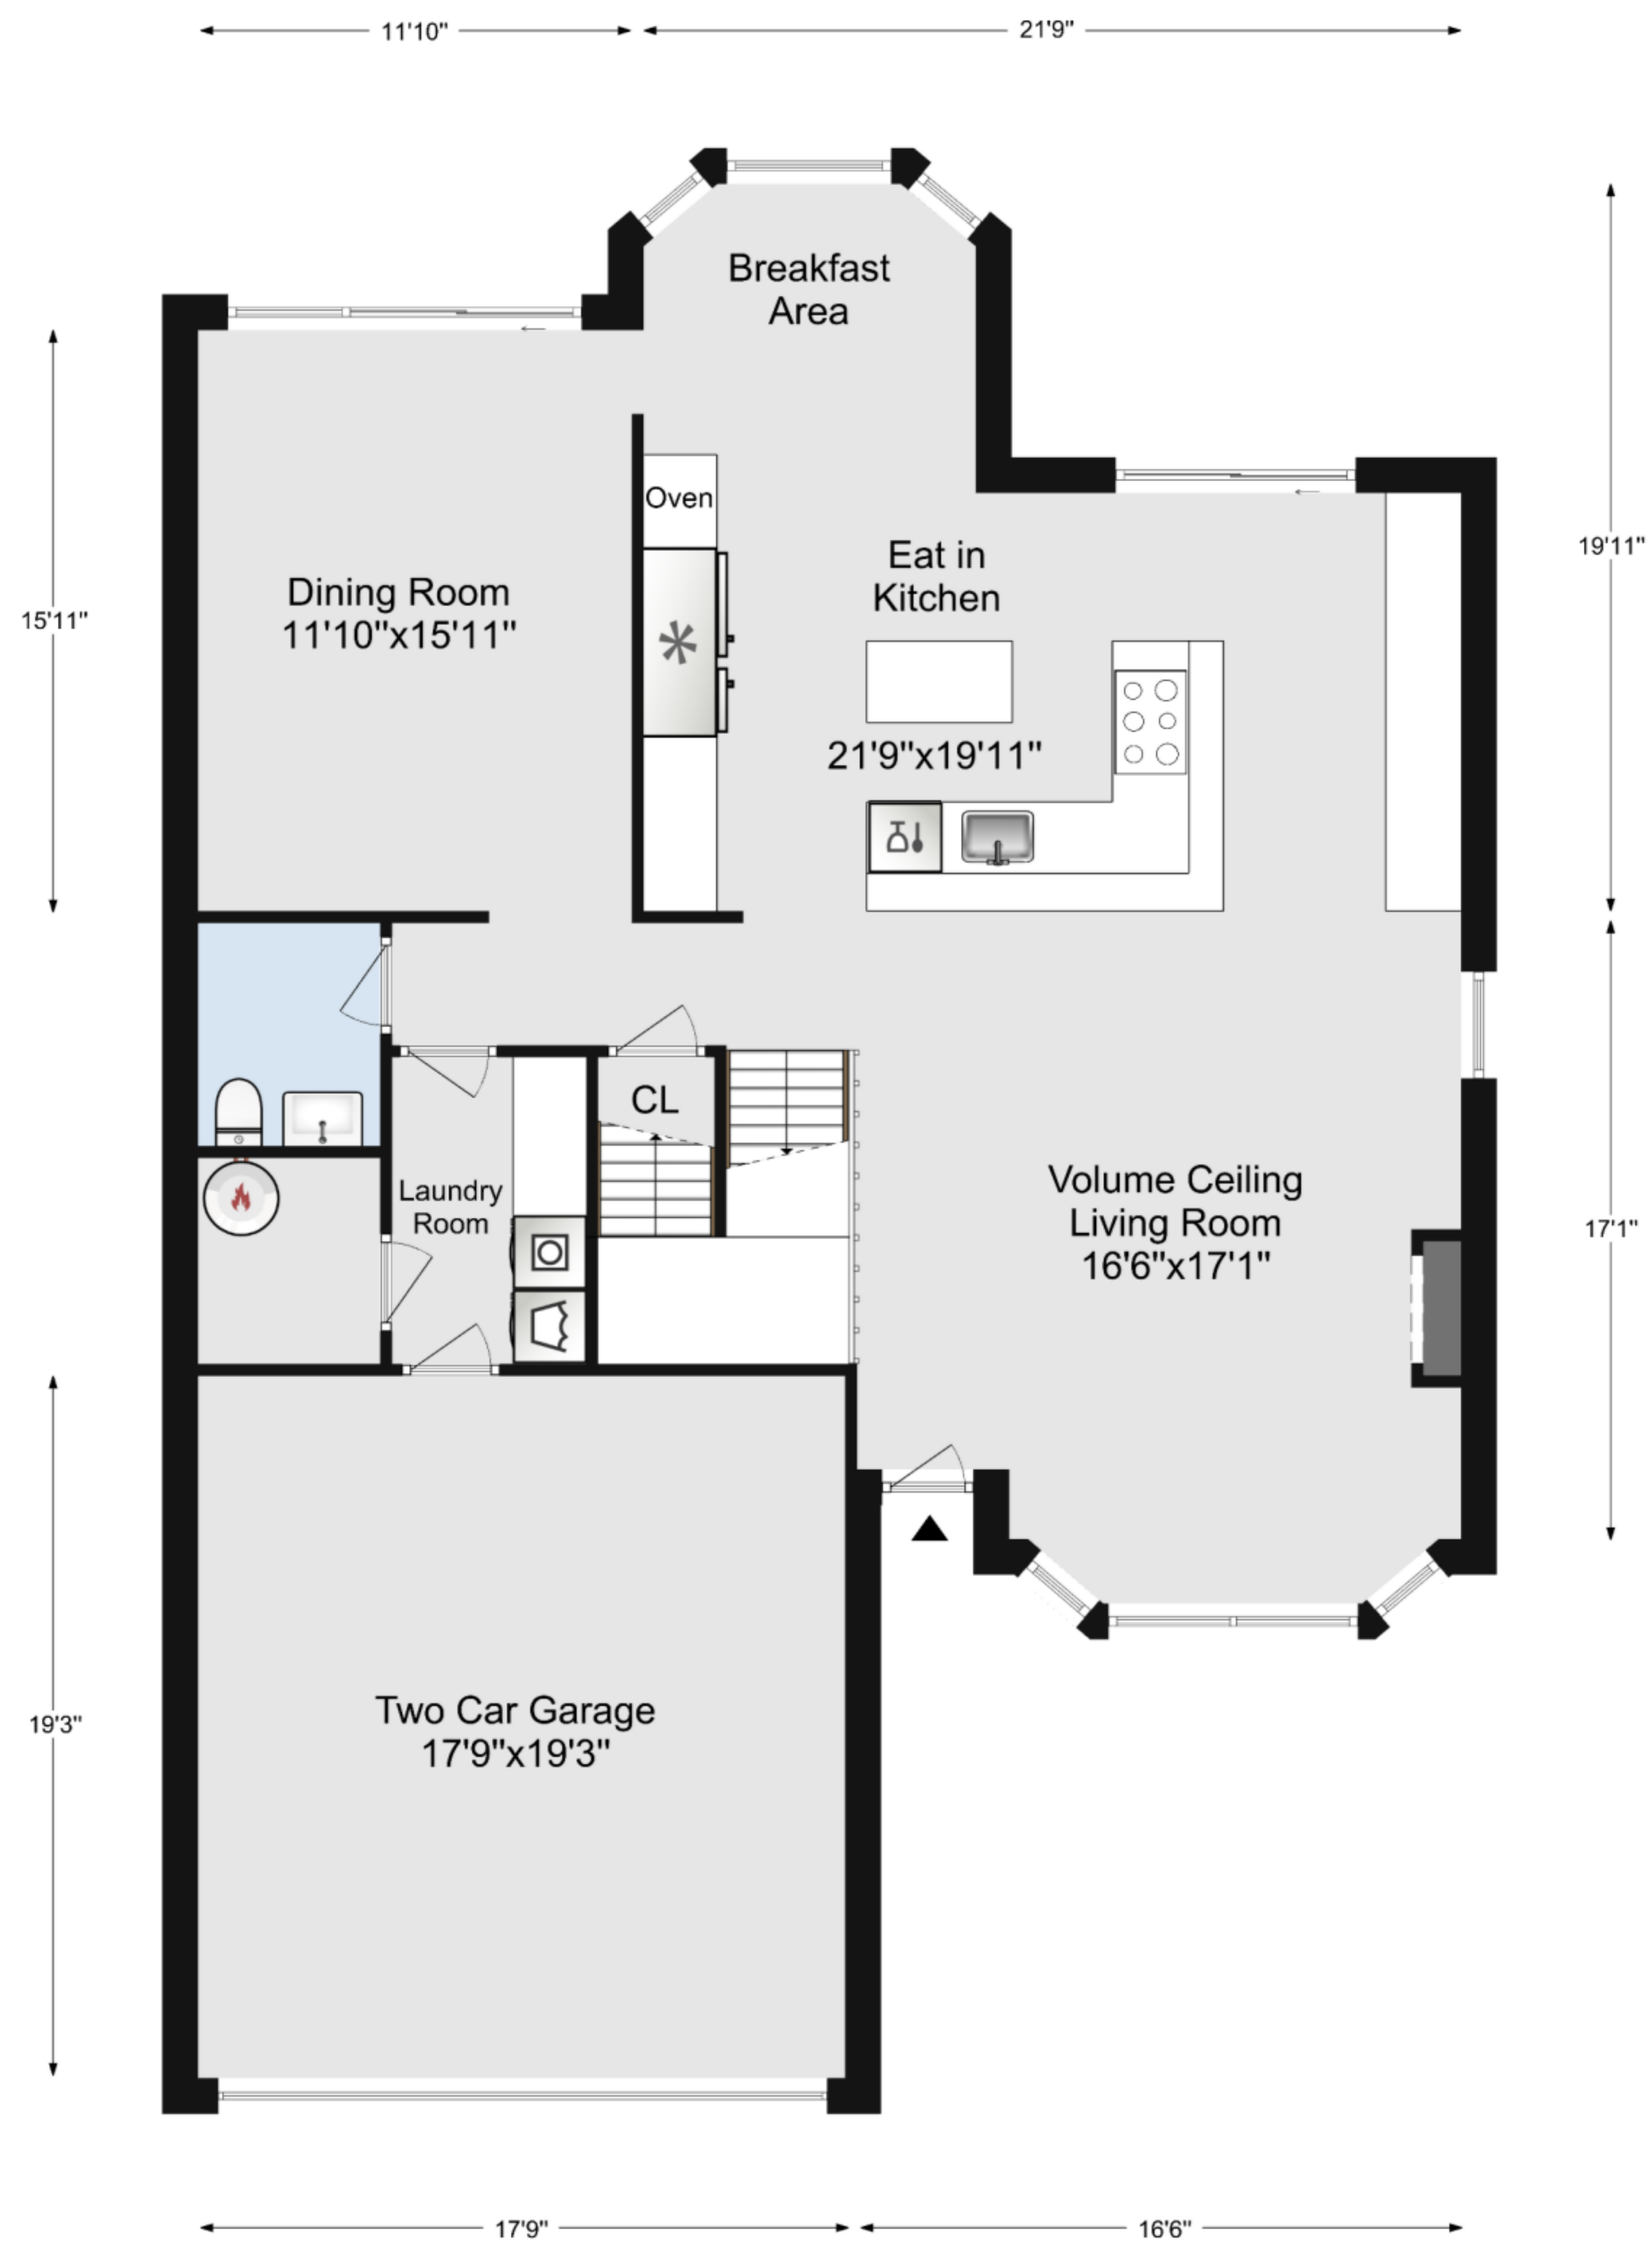 11'10"
21'9"
Breakfast
Area
Oven
Eat in
Kitchen
19'11"
Dining Room
11'10"x15'11"
15'11"
21'9"x19'11"
CL
Laundry
Room
Volume Ceiling
Living Room
16'6"x17'1"
17'1"
Two Car Garage
17'9"x19'3"
19'3"
17'9"
16'6"